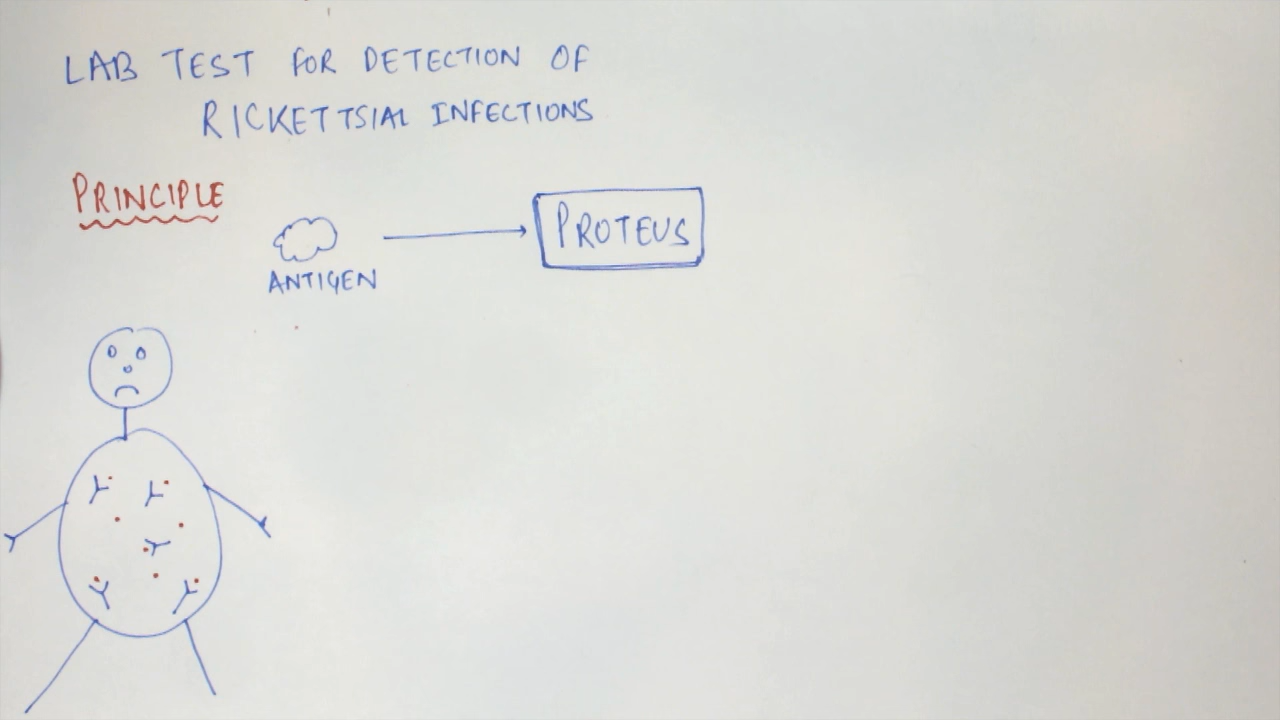 LAB TEST FOR DETECTION OF
RICKETTSIAL INFECTIONS
PRINCIPLE
PROTEUS
ANTIGEN